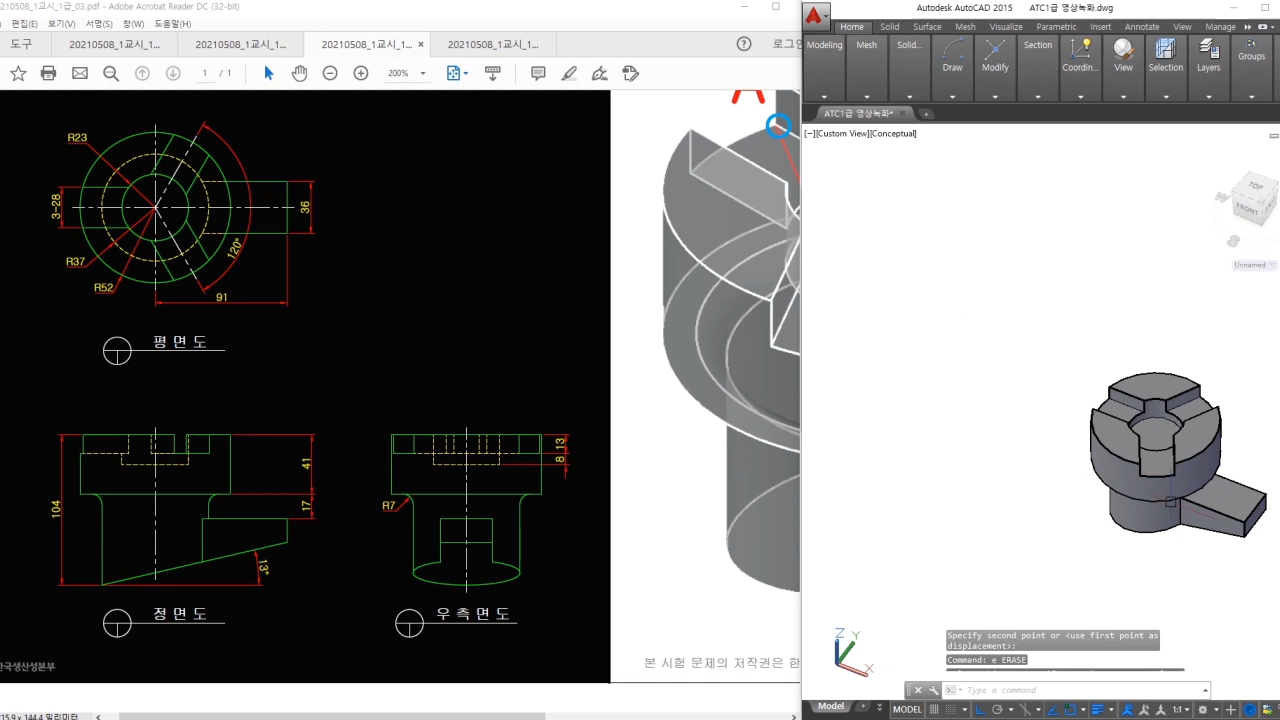 210508_1교시_1급_03.pdf - Adobe Acrobat Reader DC (32-bit)
편집(E) 보기(V) 서명(S) 창(W) 도움말(H)
도구 20210508_1교시_1... 20210508_1교시_1... 20210508_1교시_1... × 20210508_1교시_1... 로그인
1 / 1 200%
R23
3-28
36
R37
120°
R52
91
평면도
104
41
17
13°
정면도
13
8
R7
우측면도
한국생산성본부
본 시험 문제의 저작권은 한
215.9 x 144.4 밀리미터
Autodesk AutoCAD 2015 ATC1급 영상녹화.dwg
Home Solid Surface Mesh Visualize Parametric Insert Annotate View Manage
Modeling Mesh Solid... Draw Modify Section Coordin... View Selection Layers Groups
ATC1급 영상녹화*
[−][Custom View][Conceptual]
TOP
W
FRONT
S
Unnamed
Z
Y
X
Specify second point or <use first point as
displacement>:
Command: e ERASE
Type a command
Model MODEL 1:1